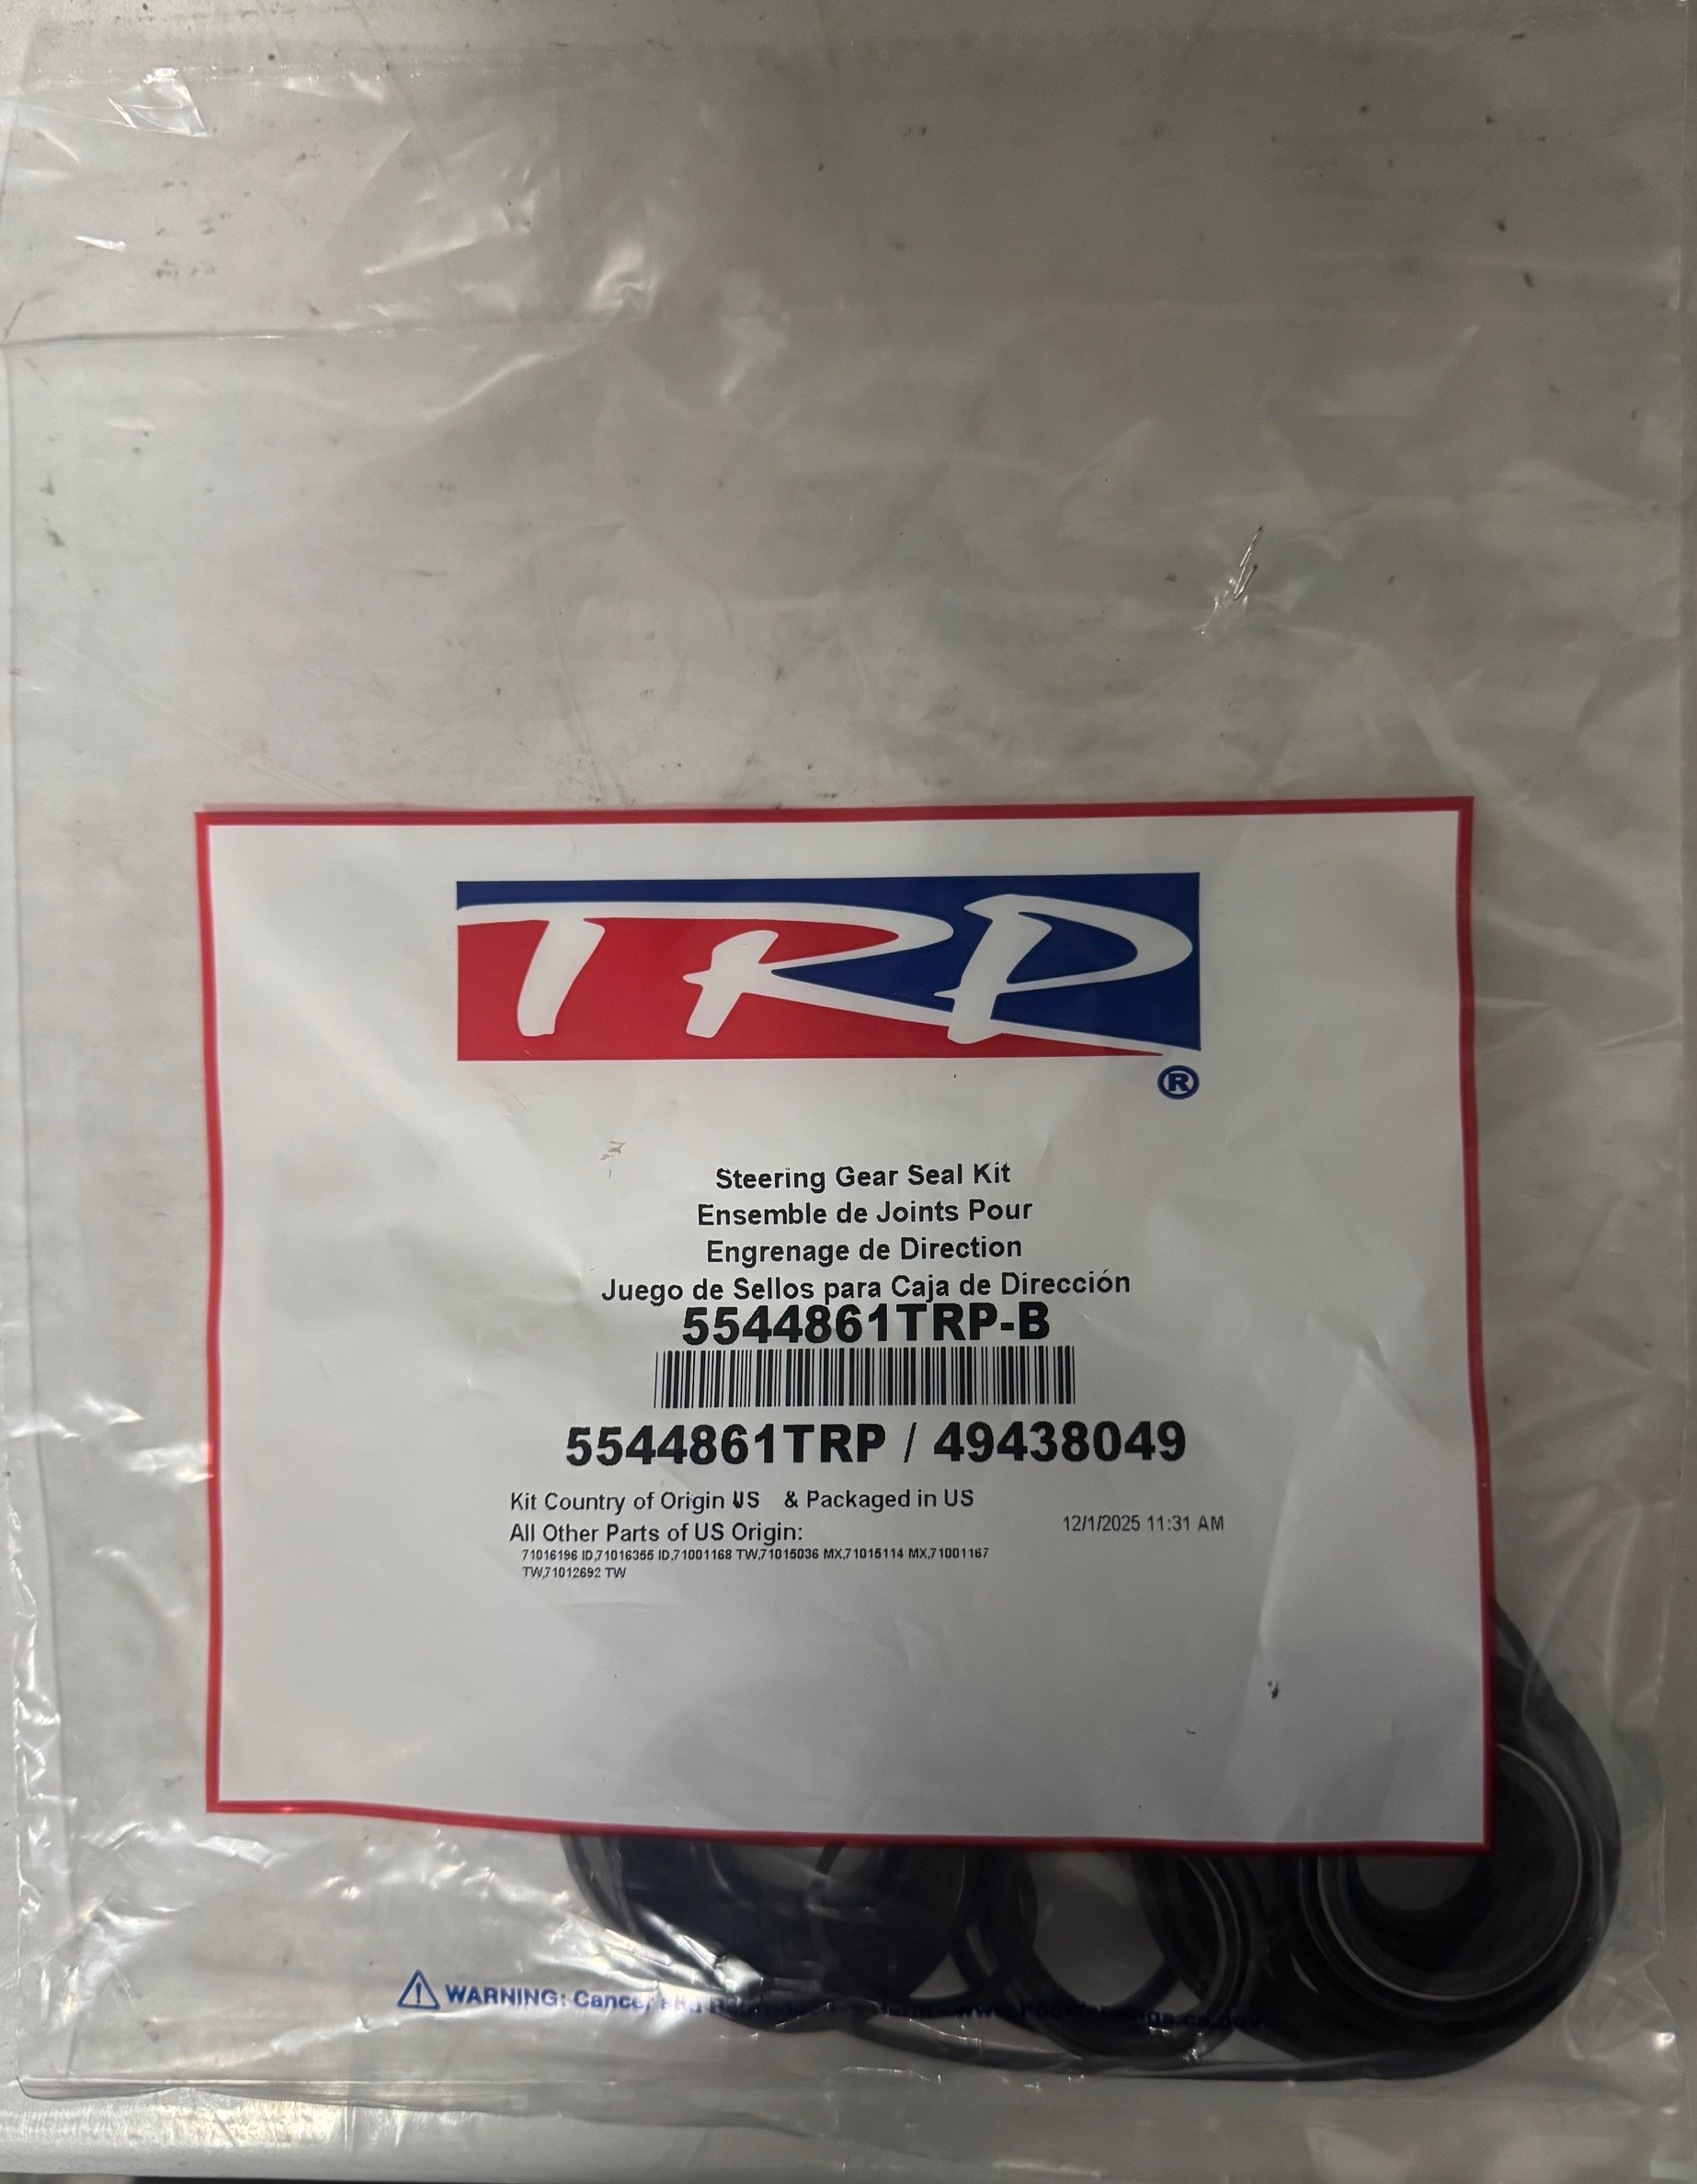 TRP
®
Steering Gear Seal Kit
Ensemble de Joints Pour
Engrenage de Direction
Juego de Sellos para Caja de Dirección
5544861TRP-B
5544861TRP / 49438049
Kit Country of Origin US & Packaged in US
All Other Parts of US Origin:
12/1/2025 11:31 AM
71016196 ID,71016355 ID,71001168 TW,71015036 MX,71015114 MX,71001167
TW,71012692 TW
WARNING: Cancer and